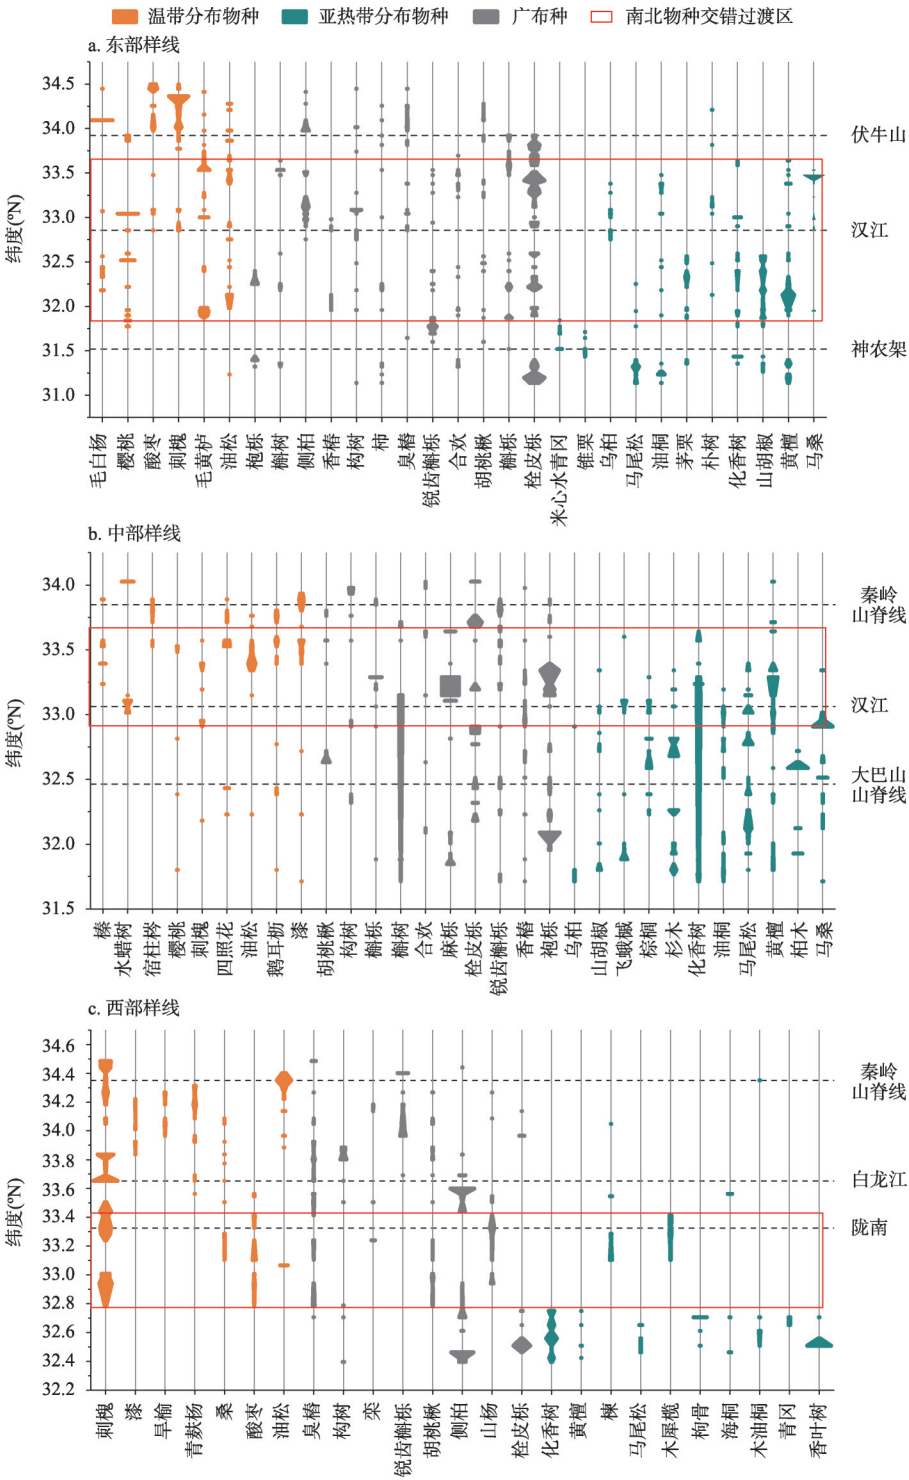 温带分布物种 亚热带分布物种 广布种 南北物种交错过渡区
a. 东部样线
纬度(ºN)
34.5
34.0
33.5
33.0
32.5
32.0
31.5
31.0
伏牛山
汉江
神农架
毛白杨 樱桃 酸枣 刺槐 毛黄栌 油松 枹栎 槲树 侧柏 香椿 构树 柿 臭椿 锐齿槲栎 合欢 胡桃楸 槲栎 栓皮栎 米心水青冈 锥栗 乌桕 马尾松 油桐 茅栗 朴树 化香树 山胡椒 黄檀 马桑
b. 中部样线
纬度(ºN)
34.0
33.5
33.0
32.5
32.0
31.5
秦岭
山脊线
汉江
大巴山
山脊线
榛 水蜡树 宿柱梣 樱桃 刺槐 四照花 油松 鹅耳枥 漆 胡桃楸 构树 槲栎 槲树 合欢 麻栎 栓皮栎 锐齿槲栎 香椿 枹栎 乌桕 山胡椒 飞蛾槭 棕榈 杉木 化香树 油桐 马尾松 黄檀 柏木 马桑
c. 西部样线
纬度(ºN)
34.6
34.4
34.2
34.0
33.8
33.6
33.4
33.2
33.0
32.8
32.6
32.4
32.2
秦岭
山脊线
白龙江
陇南
刺槐 漆 旱榆 青麸杨 桑 酸枣 油松 臭椿 构树 栾 锐齿槲栎 胡桃楸 侧柏 山杨 栓皮栎 化香树 黄檀 楝 马尾松 木犀榄 枸骨 海桐 木油桐 青冈 香叶树